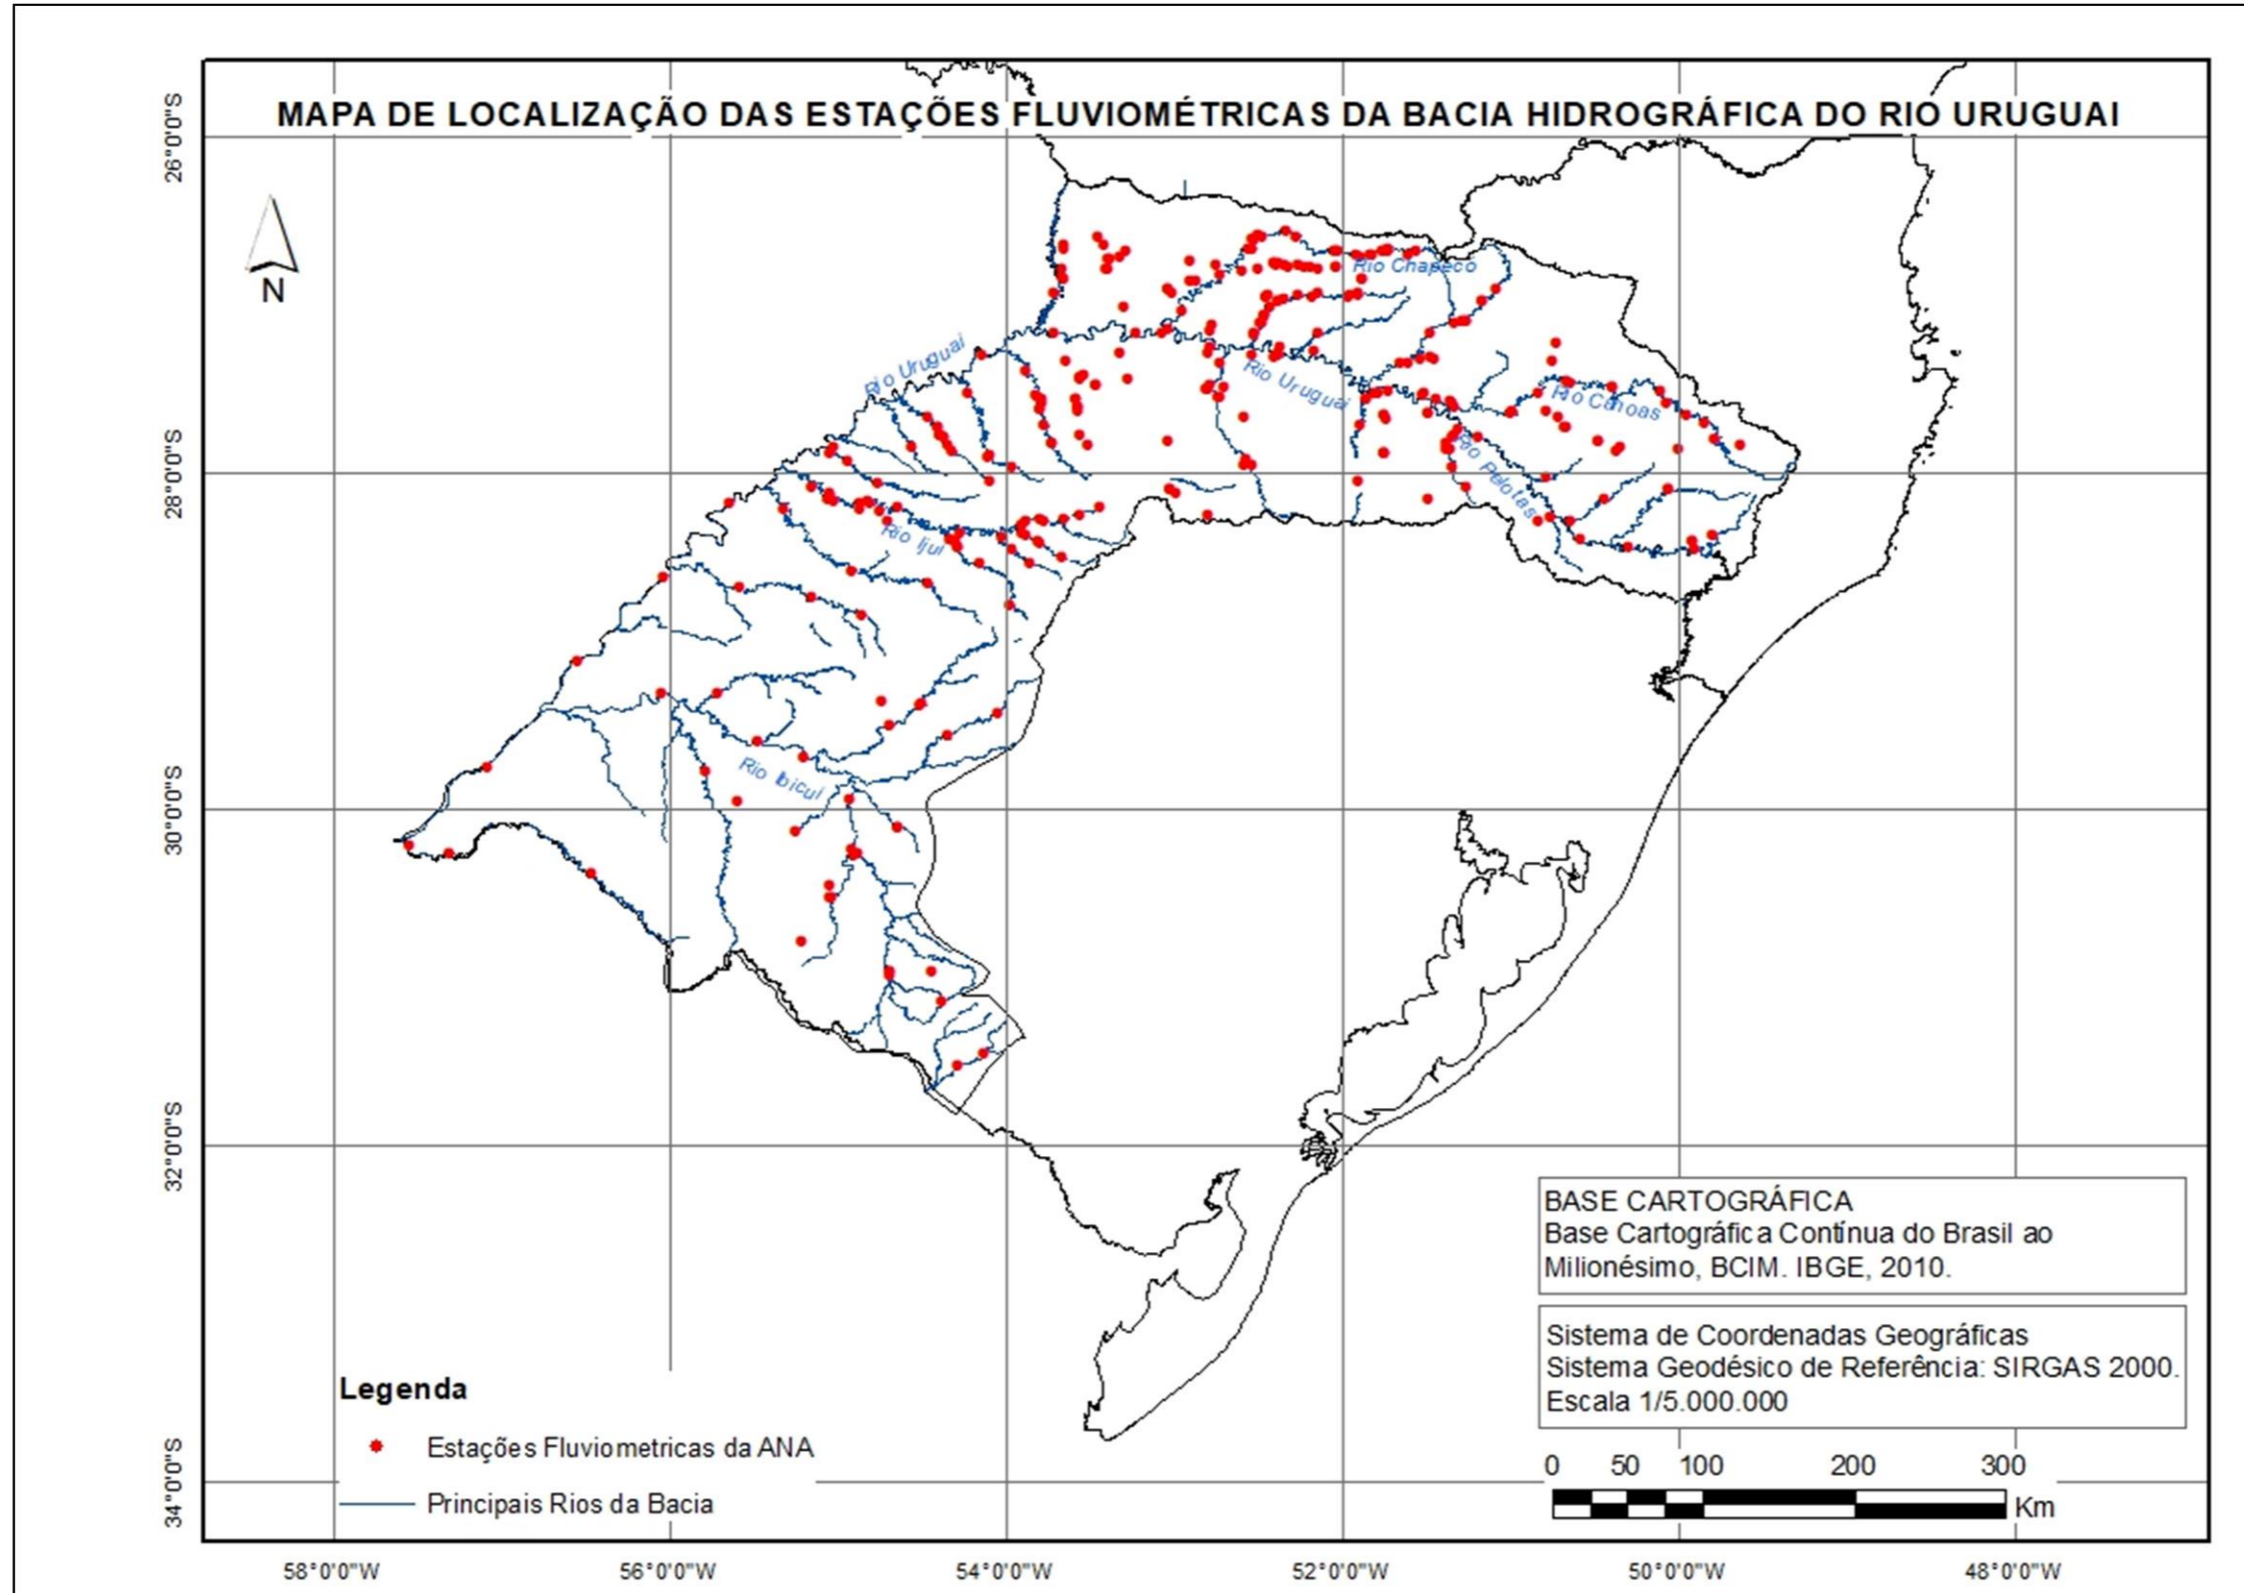 MAPA DE LOCALIZAÇÃO DAS ESTAÇÕES FLUVIOMÉTRICAS DA BACIA HIDROGRÁFICA DO RIO URUGUAI
26°0'0"S
28°0'0"S
30°0'0"S
32°0'0"S
34°0'0"S
N
Rio Chapecó
Rio Uruguai
Rio Uruguai
Rio Canoas
Rio Pelotas
Rio Ijuí
Rio Ibicuí
BASE CARTOGRÁFICA
Base Cartográfica Contínua do Brasil ao
Milionésimo, BCIM. IBGE, 2010.
Sistema de Coordenadas Geográficas
Sistema Geodésico de Referência: SIRGAS 2000.
Escala 1/5.000.000
Legenda
Estações Fluviometricas da ANA
Principais Rios da Bacia
0 50 100 200 300
Km
58°0'0"W 56°0'0"W 54°0'0"W 52°0'0"W 50°0'0"W 48°0'0"W